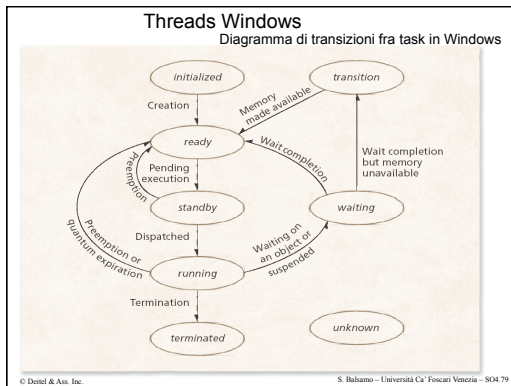 Threads Windows
Diagramma di transizioni fra task in Windows
initialized
transition
Creation
Memory
made available
ready
Wait completion
Wait completion
but memory
unavailable
preemption
Pending
execution
standby
waiting
Preemption or
quantum expiration
Dispatched
Waiting on
an object or
suspended
running
Termination
terminated
unknown
© Deitel & Ass. Inc.
S. Balsamo – Università Ca’ Foscari Venezia – SO4.79